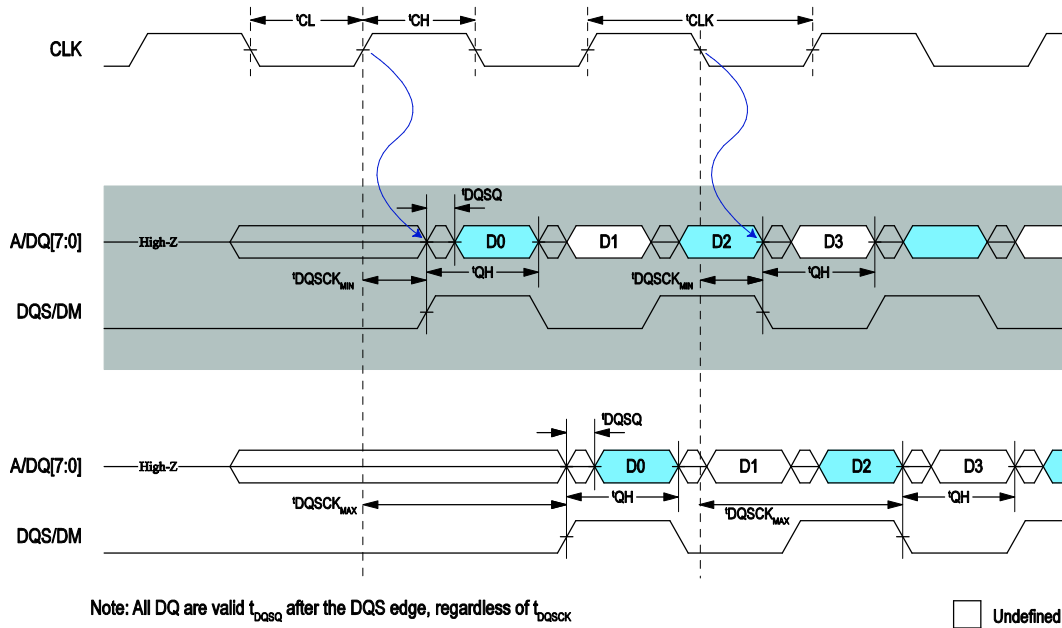 tCL
tCH
tCLK
CLK
tDQSQ
A/DQ[7:0]
High-Z
D0
D1
D2
D3
tDQSCKMIN
tQH
tDQSCKMIN
tQH
DQS/DM
tDQSQ
A/DQ[7:0]
High-Z
D0
D1
D2
D3
tDQSCKMAX
tQH
tDQSCKMAX
tQH
DQS/DM
Note: All DQ are valid tDQSQ after the DQS edge, regardless of tDQSCK
Undefined